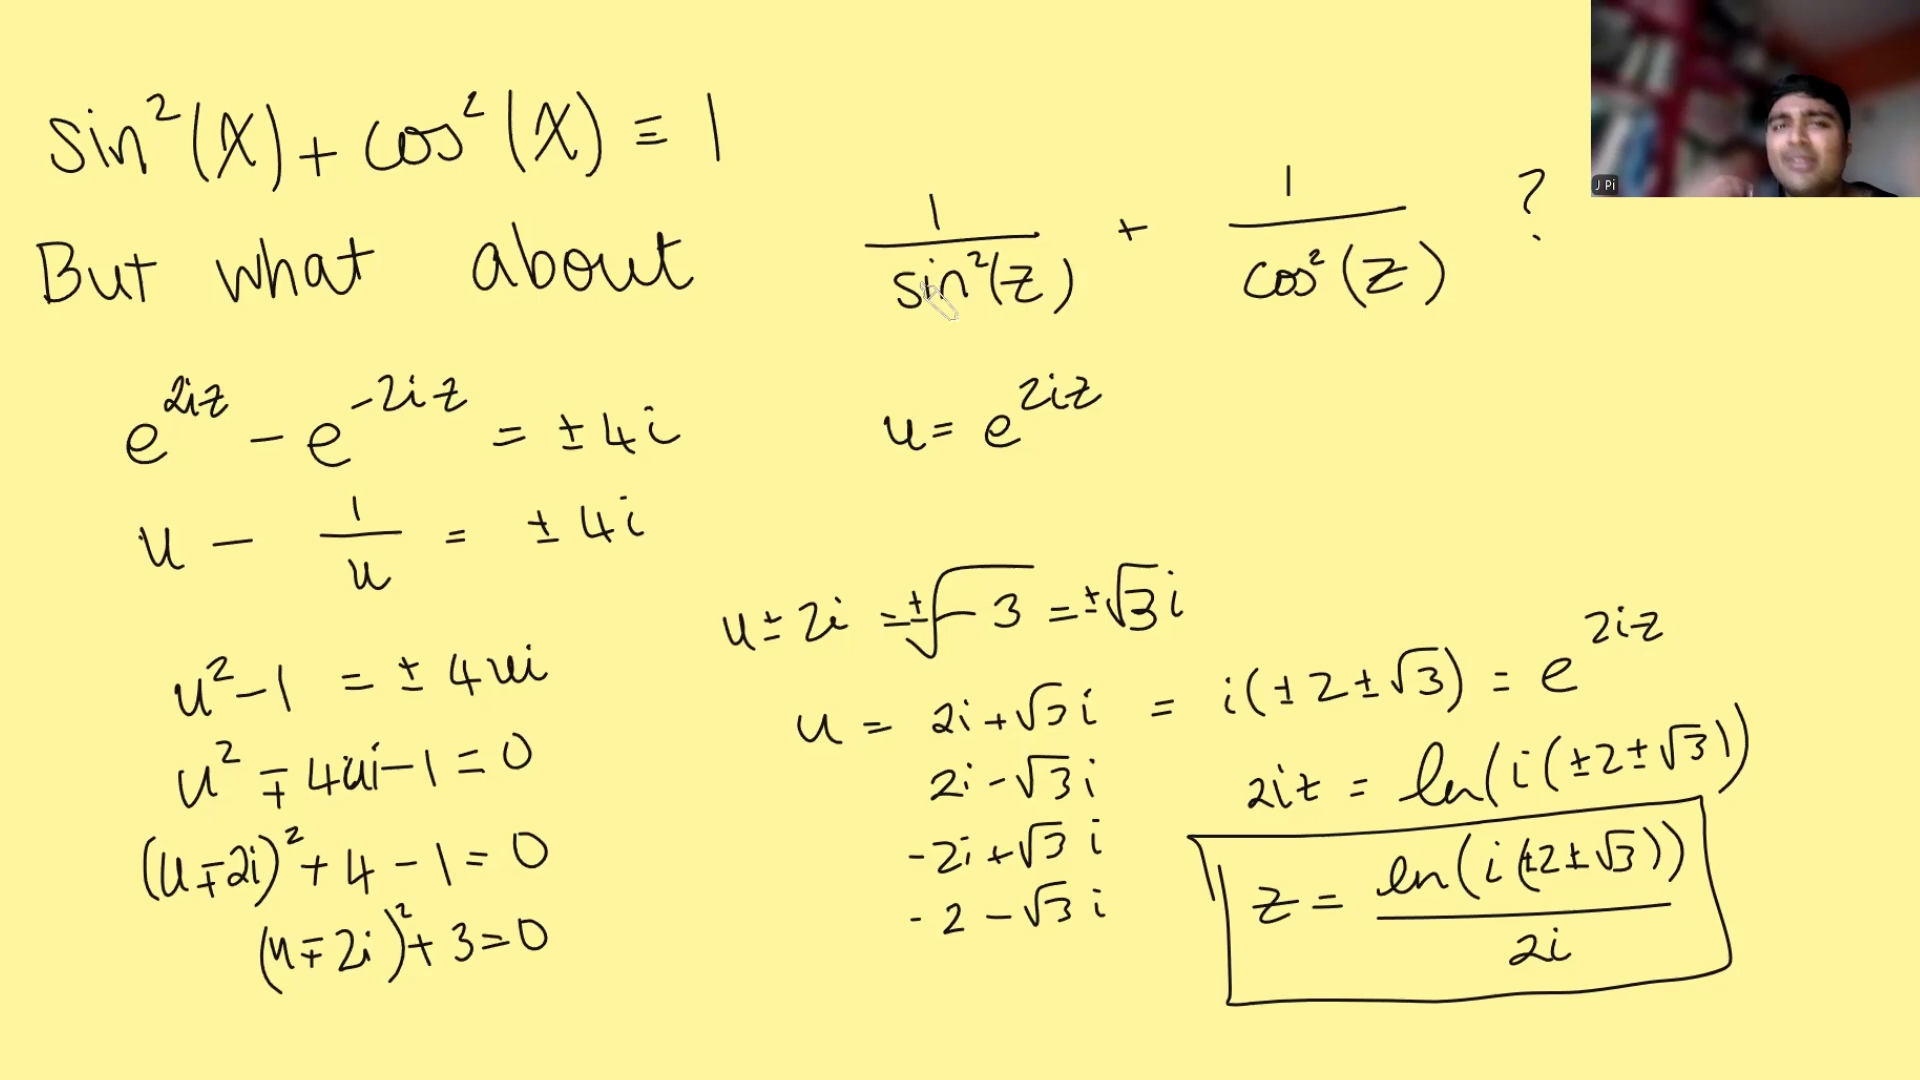 sin²(x) + cos²(x) ≡ 1
But what about 1/sin²(z) + 1/cos²(z) ?
J Pi
e^{2iz} - e^{-2iz} = ±4i
u - 1/u = ±4i
u²-1 = ±4ui
u² ∓ 4ui - 1 = 0
(u∓2i)² + 4 - 1 = 0
(u∓2i)² + 3 = 0
u = e^{2iz}
u ± 2i = ±√-3 = ±√3 i
u = 2i + √3 i = i(±2±√3) = e^{2iz}
2i - √3 i
-2i + √3 i
-2 - √3 i
2iz = ln(i(±2±√3))
z = ln(i(±2±√3))/2i